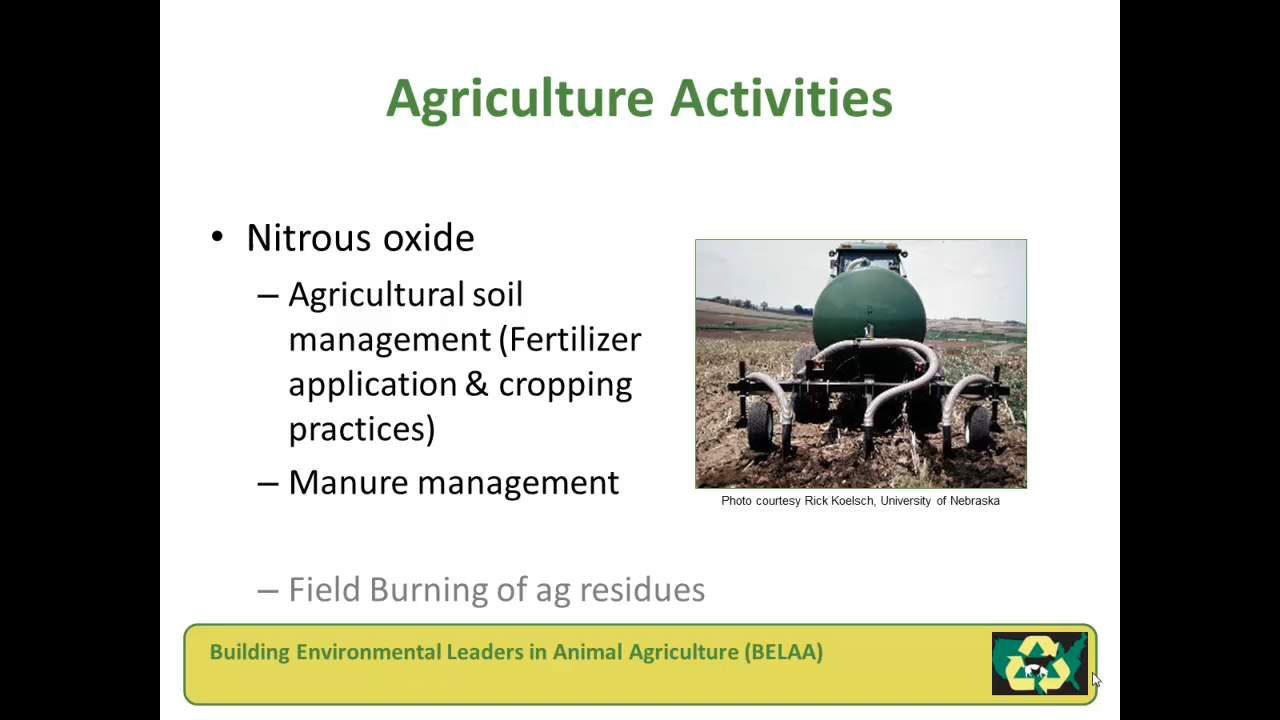 Agriculture Activities
• Nitrous oxide
– Agricultural soil
management (Fertilizer
application & cropping
practices)
– Manure management
Photo courtesy Rick Koelsch, University of Nebraska
– Field Burning of ag residues
Building Environmental Leaders in Animal Agriculture (BELAA)